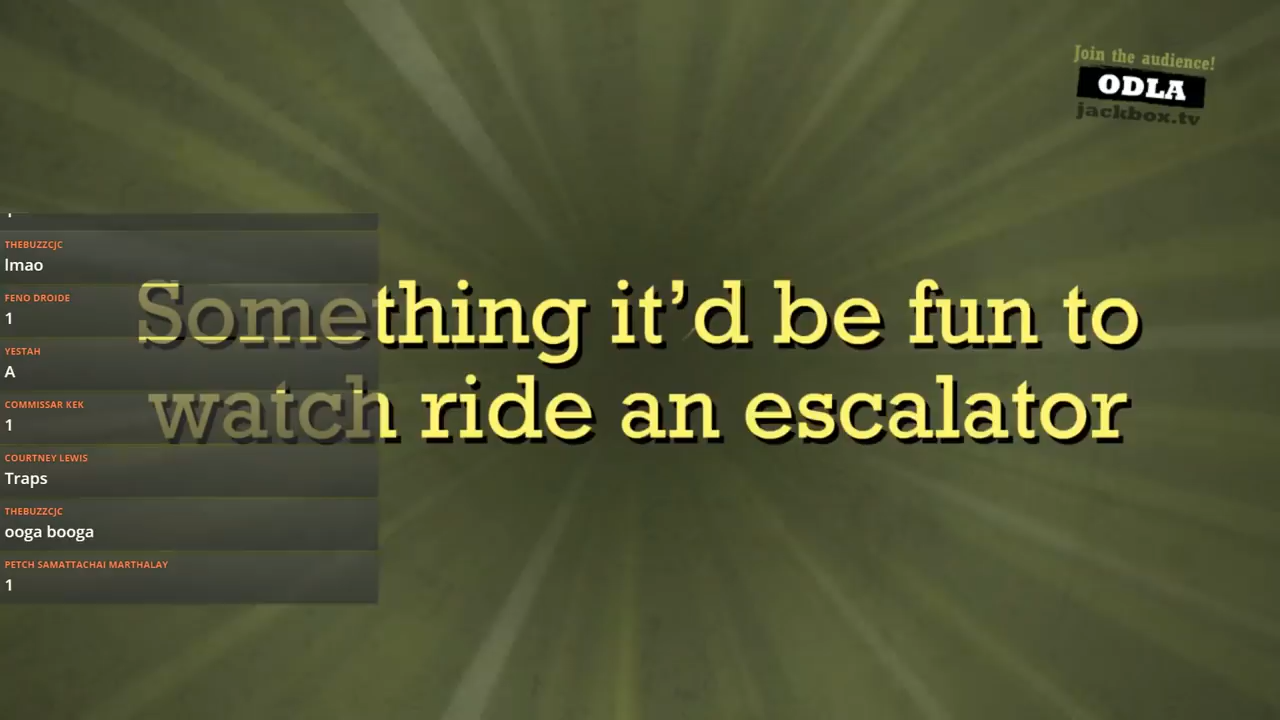 Join the audience!
ODLA
jackbox.tv
THEBUZZCJC
lmao
FENO DROIDE
1
YESTAH
A
COMMISSAR KEK
1
COURTNEY LEWIS
Traps
THEBUZZCJC
ooga booga
PETCH SAMATTACHAI MARTHALAY
1
Something it’d be fun to
watch ride an escalator